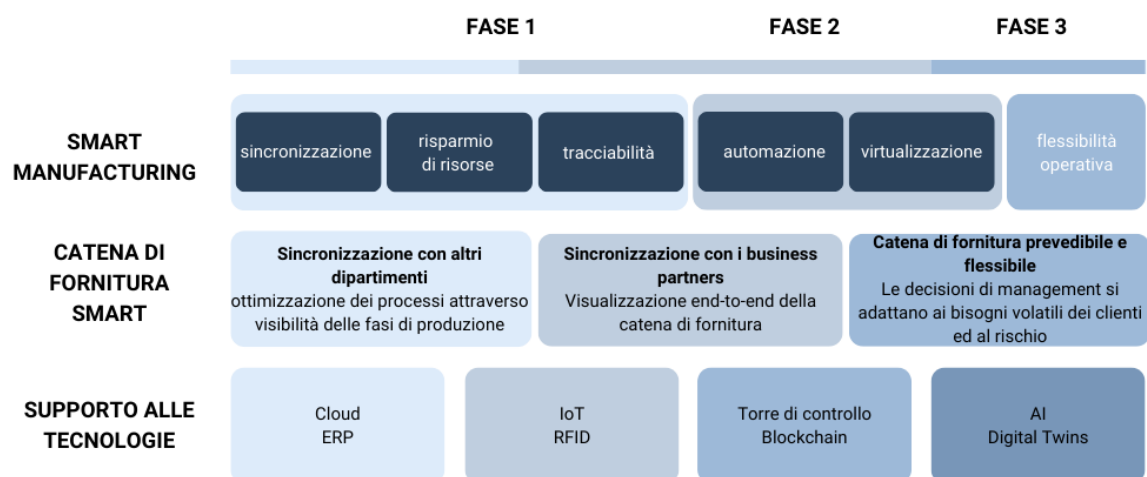 FASE 1
FASE 2
FASE 3
SMART
MANUFACTURING
sincronizzazione
risparmio
di risorse
tracciabilità
automazione
virtualizzazione
flessibilità
operativa
CATENA DI
FORNITURA
SMART
Sincronizzazione con altri
dipartimenti
ottimizzazione dei processi attraverso
visibilità delle fasi di produzione
Sincronizzazione con i business
partners
Visualizzazione end-to-end della
catena di fornitura
Catena di fornitura prevedibile e
flessibile
Le decisioni di management si
adattano ai bisogni volatili dei clienti
ed al rischio
SUPPORTO ALLE
TECNOLOGIE
Cloud
ERP
IoT
RFID
Torre di controllo
Blockchain
AI
Digital Twins